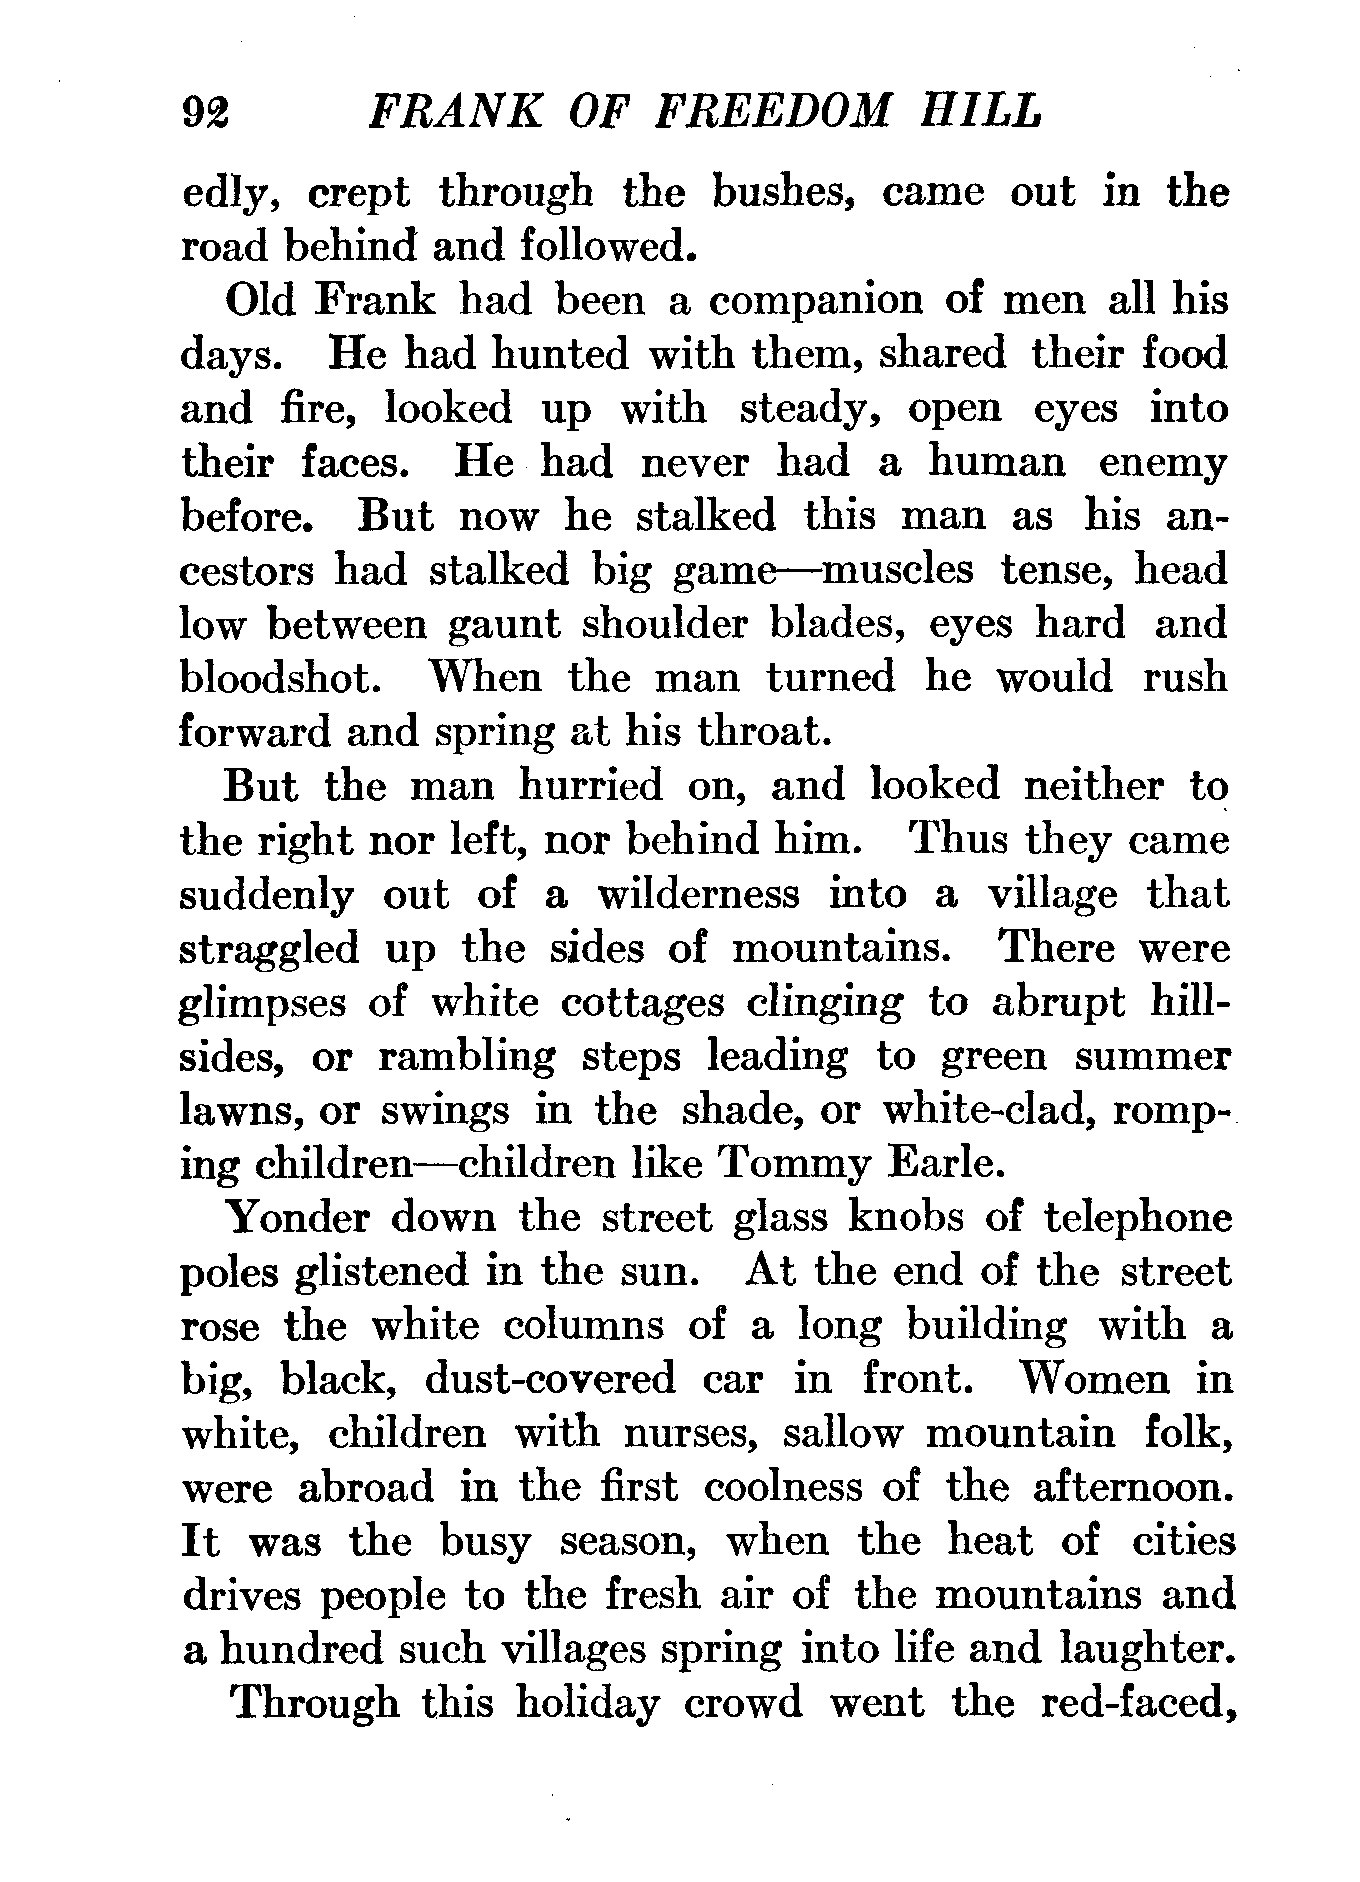 92 FRANK OF FREEDOM HILL
edly, crept through the bushes, came out in the
road behind and followed.
Old Frank had been a companion of men all his
days. He had hunted with them, shared their food
and fire, looked up with steady, open eyes into
their faces. He had never had a human enemy
before. But now he stalked this man as his an-
cestors had stalked big game—muscles tense, head
low between gaunt shoulder blades, eyes hard and
bloodshot. When the man turned he would rush
forward and spring at his throat.
But the man hurried on, and looked neither to
the right nor left, nor behind him. Thus they came
suddenly out of a wilderness into a village that
straggled up the sides of mountains. There were
glimpses of white cottages clinging to abrupt hill-
sides, or rambling steps leading to green summer
lawns, or swings in the shade, or white-clad, romp-
ing children—children like Tommy Earle.
Yonder down the street glass knobs of telephone
poles glistened in the sun. At the end of the street
rose the white columns of a long building with a
big, black, dust-covered car in front. Women in
white, children with nurses, sallow mountain folk,
were abroad in the first coolness of the afternoon.
It was the busy season, when the heat of cities
drives people to the fresh air of the mountains and
a hundred such villages spring into life and laughter.
Through this holiday crowd went the red-faced,